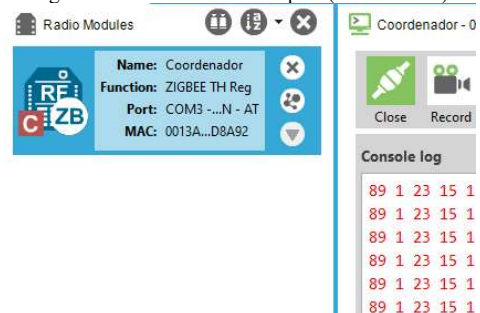 Radio Modules
Name: Coordenador
Function: ZIGBEE TH Reg
Port: COM3 -...N - AT
MAC: 0013A...D8A92
RF
C ZB
Coordenador - 0
Close Record
Console log
89 1 23 15 1
89 1 23 15 1
89 1 23 15 1
89 1 23 15 1
89 1 23 15 1
89 1 23 15 1